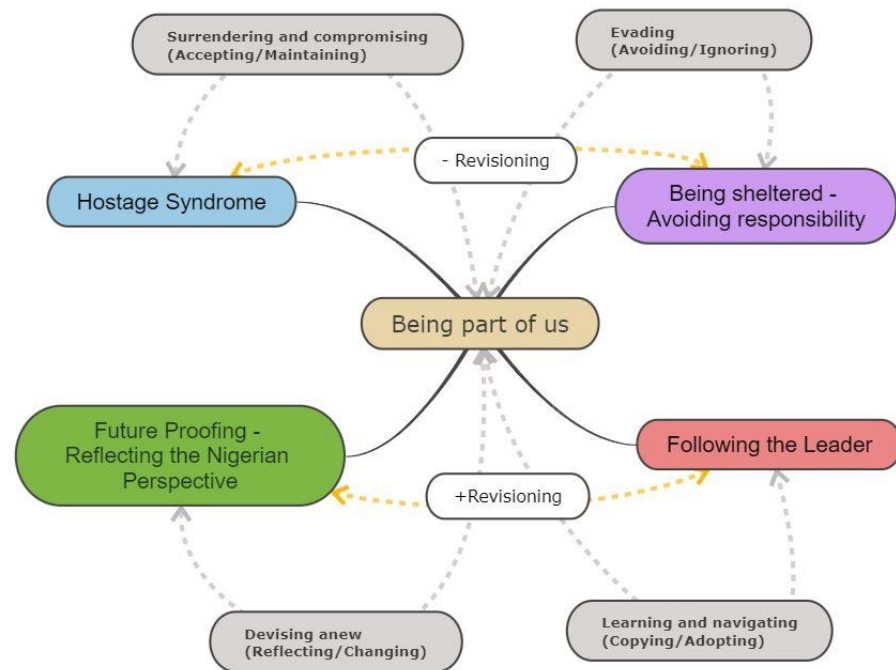 Surrendering and compromising
(Accepting/Maintaining)
Evading
(Avoiding/Ignoring)
- Revisioning
Hostage Syndrome
Being sheltered -
Avoiding responsibility
Being part of us
Future Proofing -
Reflecting the Nigerian
Perspective
Following the Leader
+Revisioning
Devising anew
(Reflecting/Changing)
Learning and navigating
(Copying/Adopting)